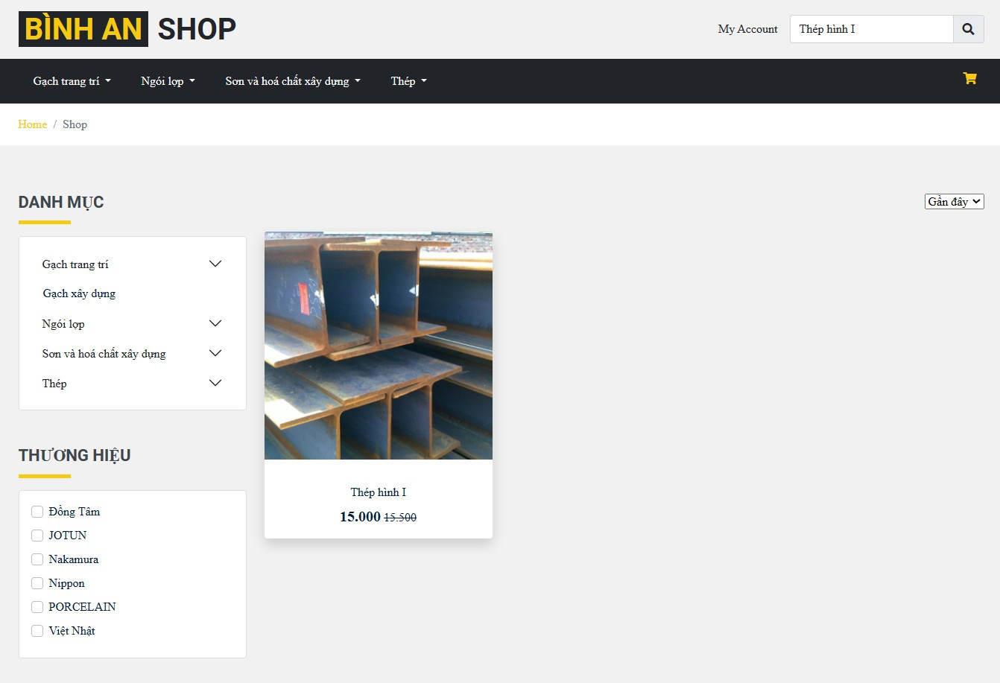 BÌNH AN SHOP
My Account
Thép hình I
Gạch trang trí
Ngói lợp
Sơn và hoá chất xây dựng
Thép
Home / Shop
DANH MỤC
Gần đây
Gạch trang trí
Gạch xây dựng
Ngói lợp
Sơn và hoá chất xây dựng
Thép
THƯƠNG HIỆU
Đồng Tâm
JOTUN
Nakamura
Nippon
PORCELAIN
Việt Nhật
Thép hình I
15.000 15.500